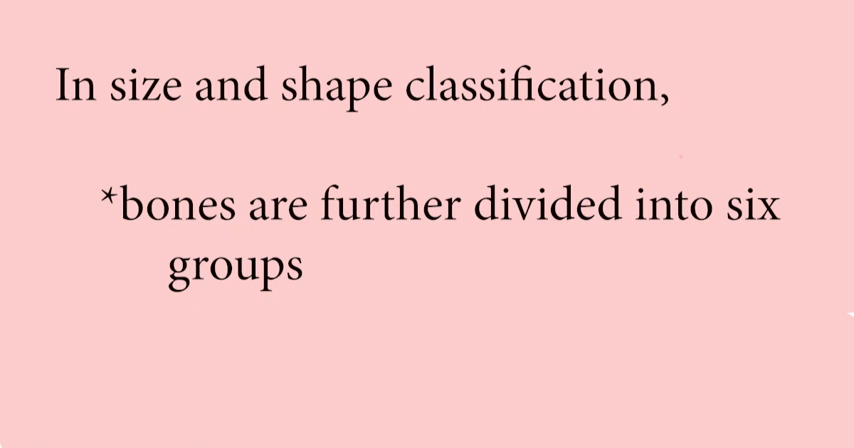 In size and shape classification,
*bones are further divided into six
groups